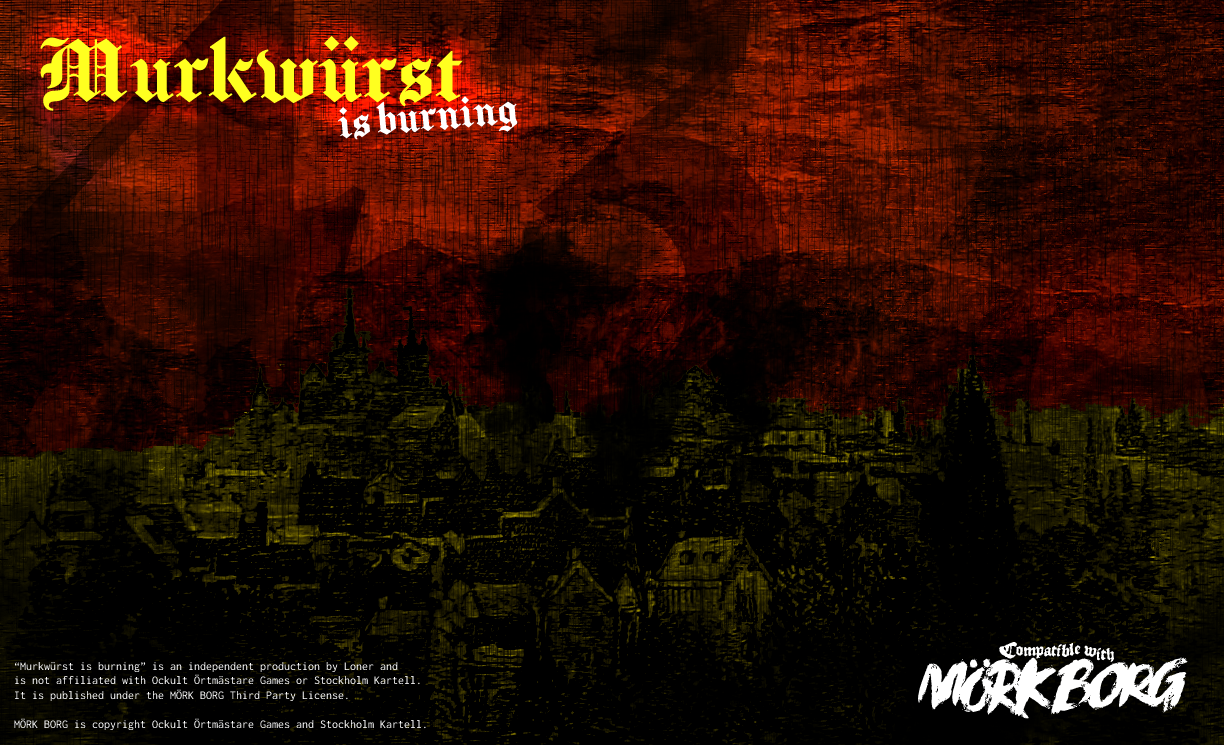 Murkwürst
is burning
“Murkwürst is burning” is an independent production by Loner and
is not affiliated with Ockult Örtmästare Games or Stockholm Kartell.
It is published under the MÖRK BORG Third Party License.
MÖRK BORG is copyright Ockult Örtmästare Games and Stockholm Kartell.
Compatible with
MÖRK BORG